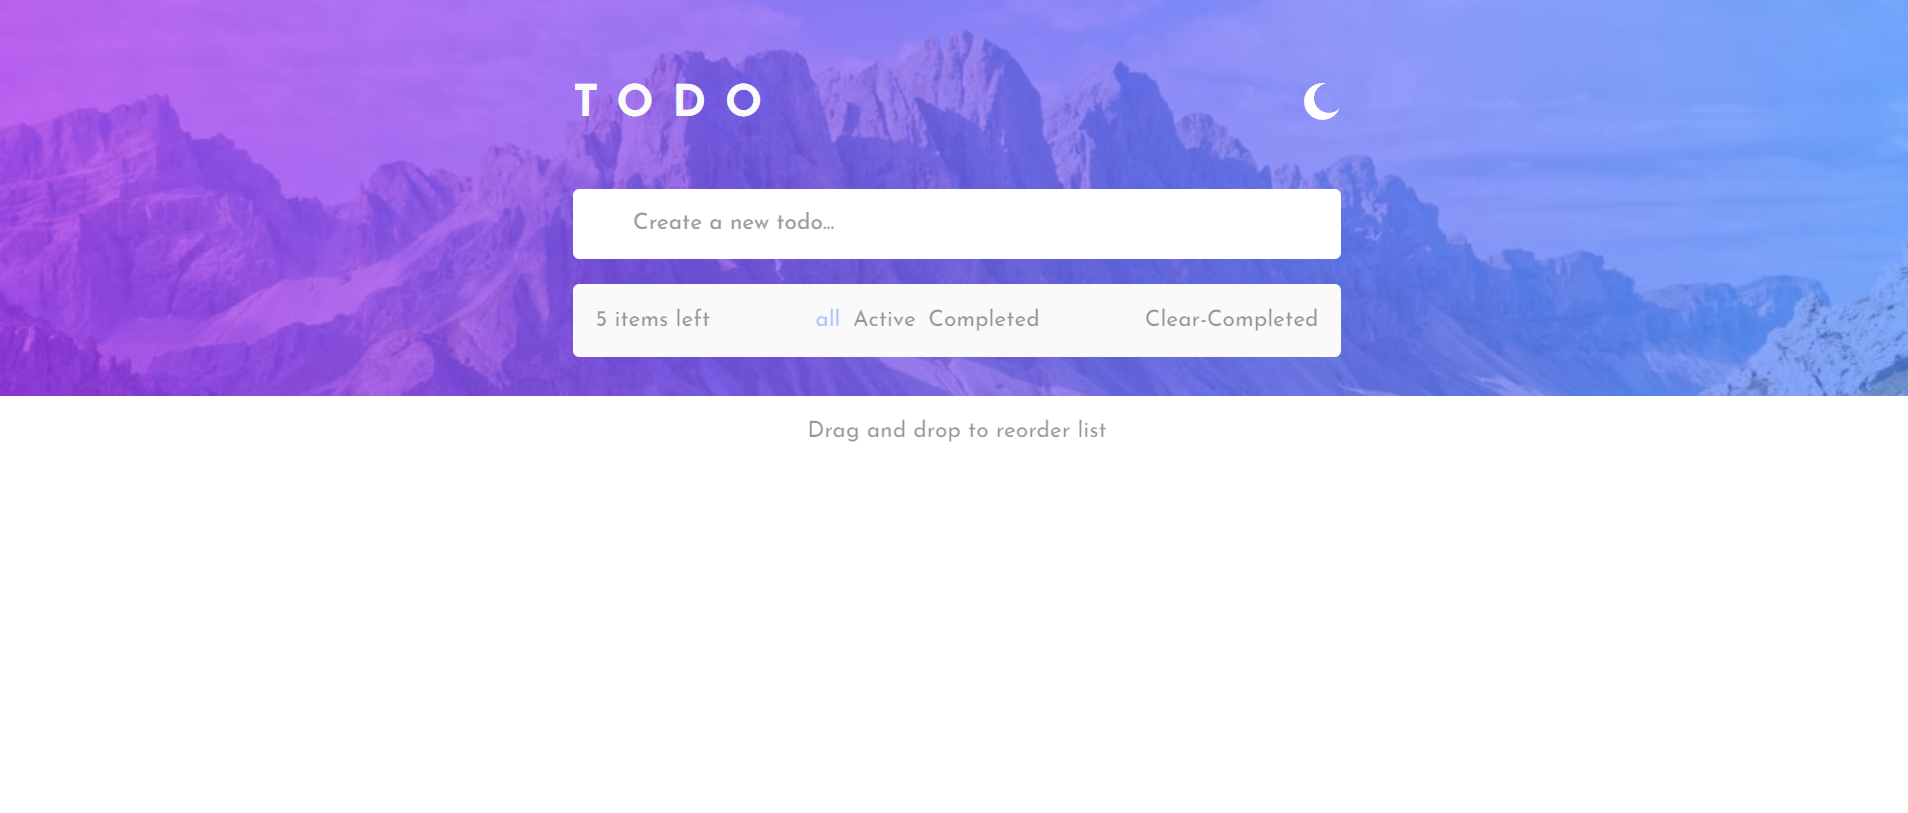 TODO
Create a new todo...
5 items left all Active Completed Clear-Completed
Drag and drop to reorder list